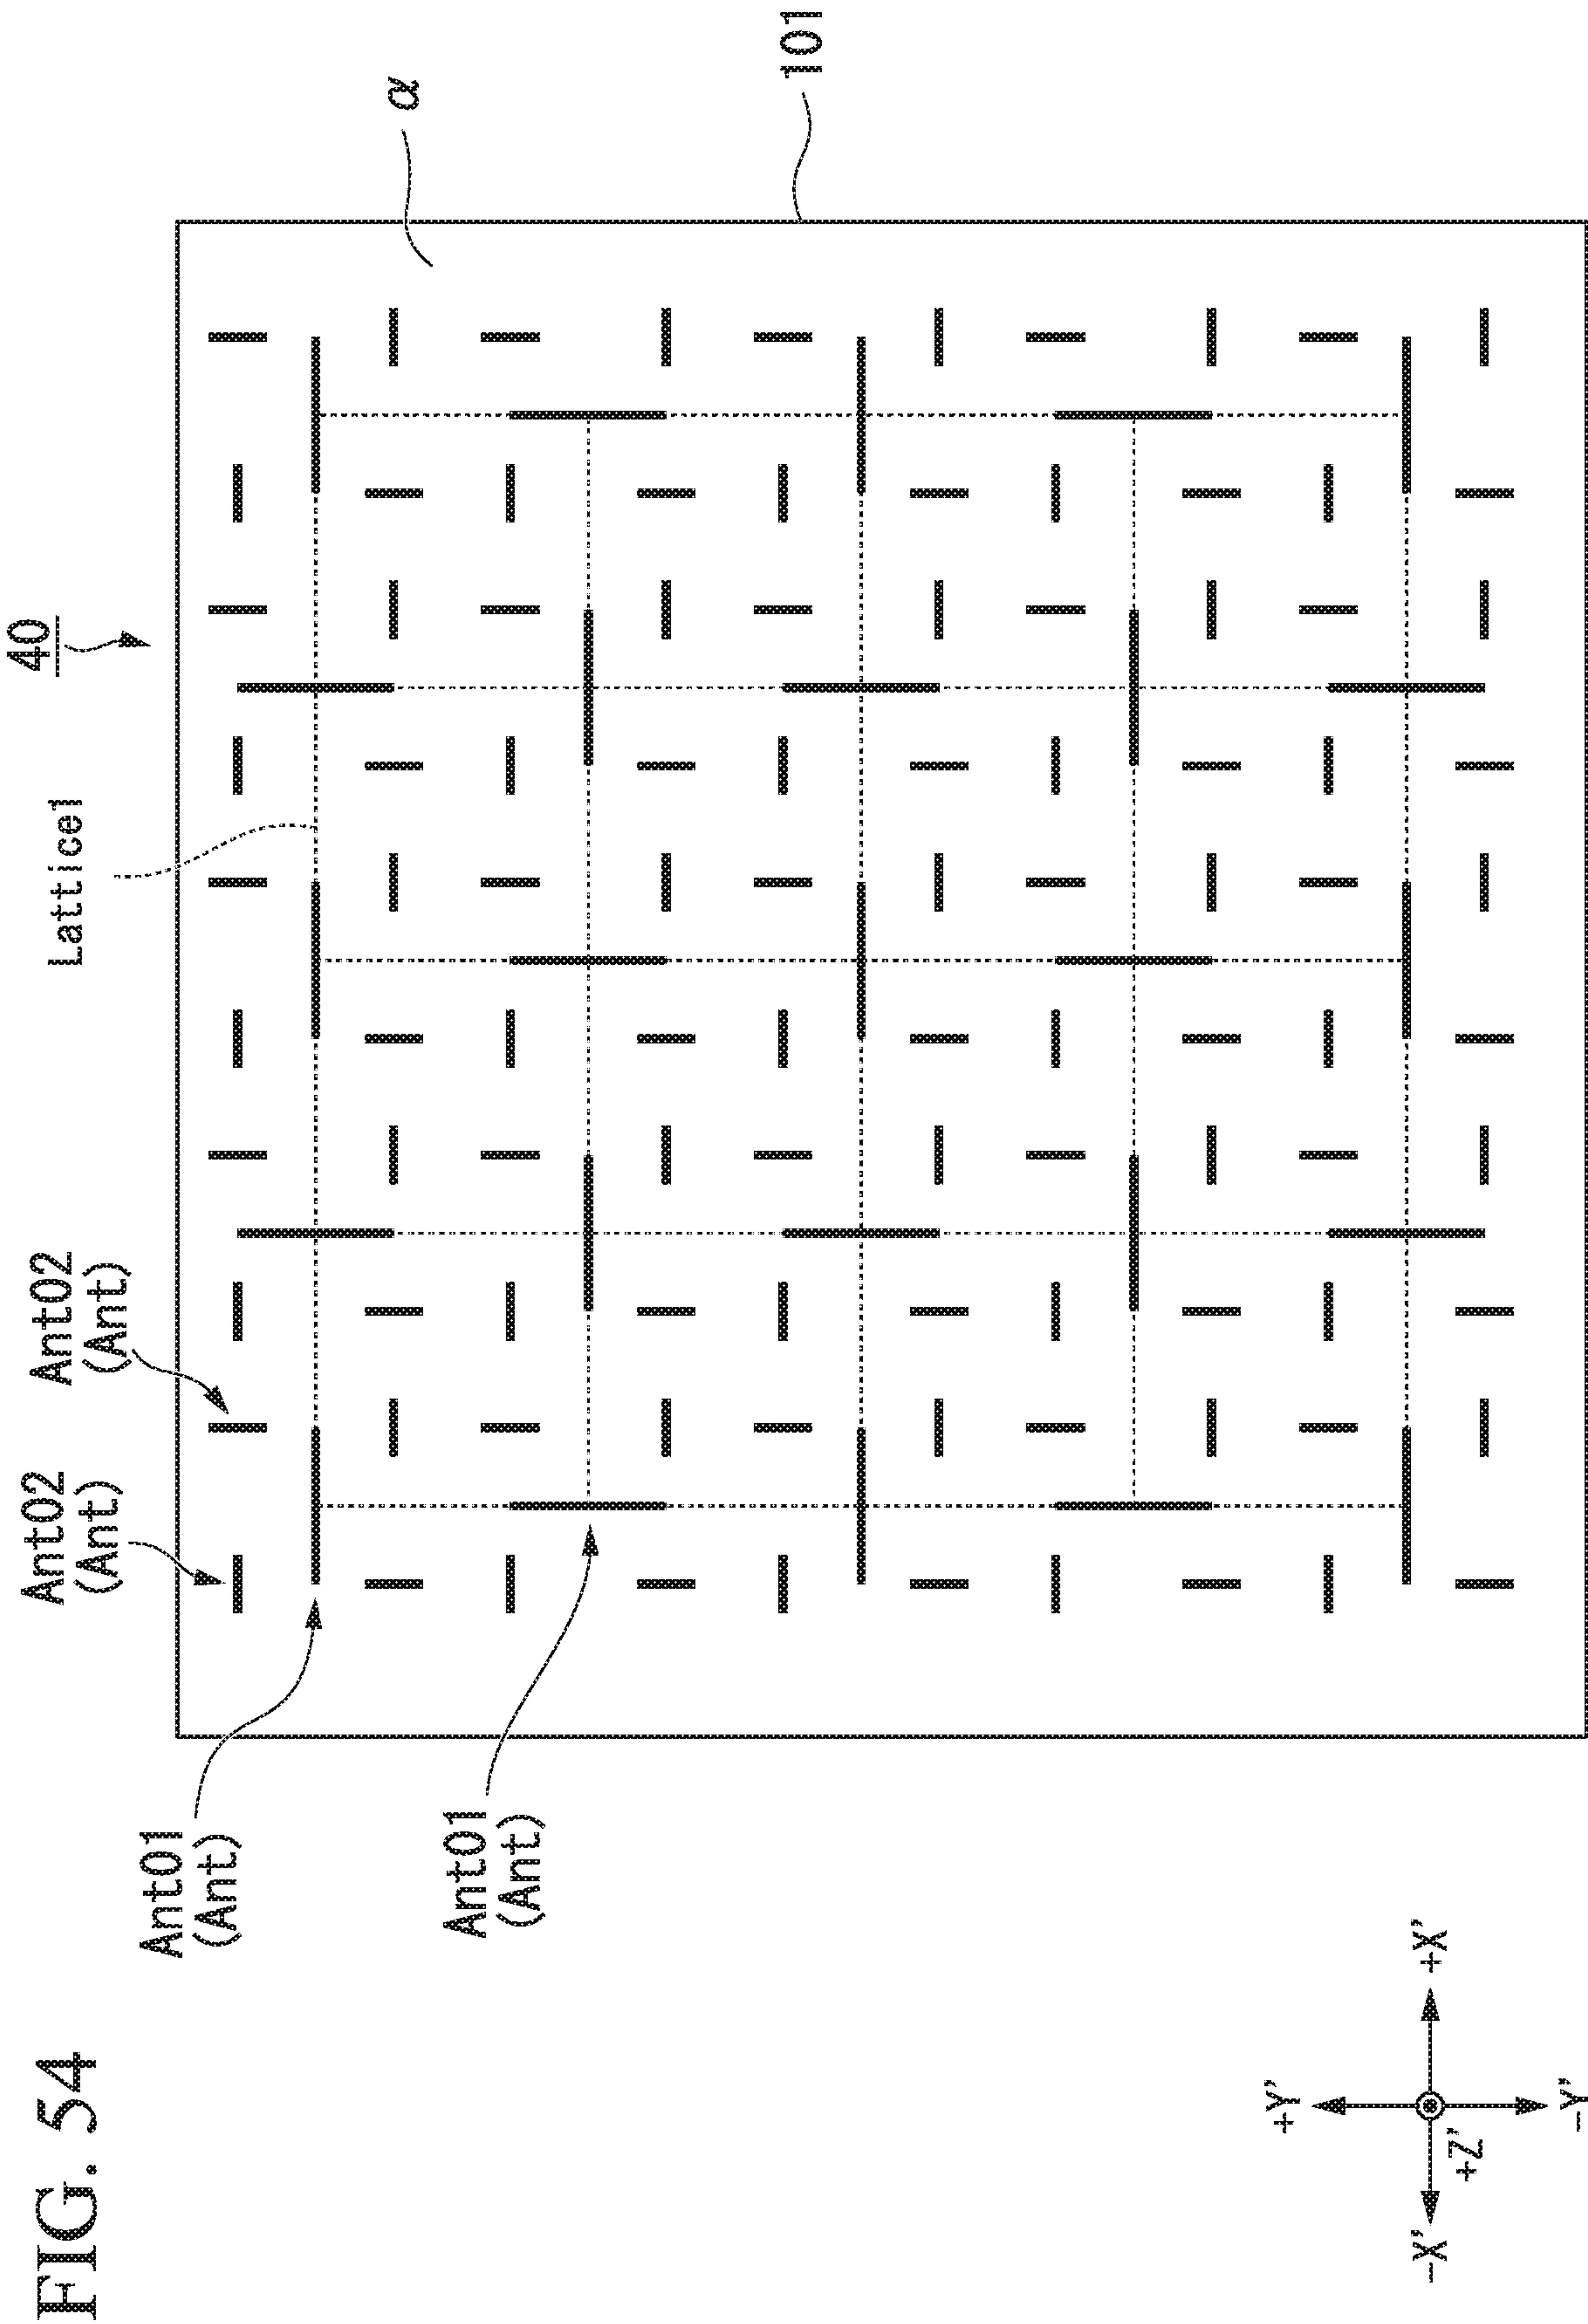 FIG. 54
40
α
101
Lattice1
Ant02
(Ant)
Ant02
(Ant)
Ant01
(Ant)
Ant01
(Ant)
+Y'
-X'
+X'
+Z'
-Y'